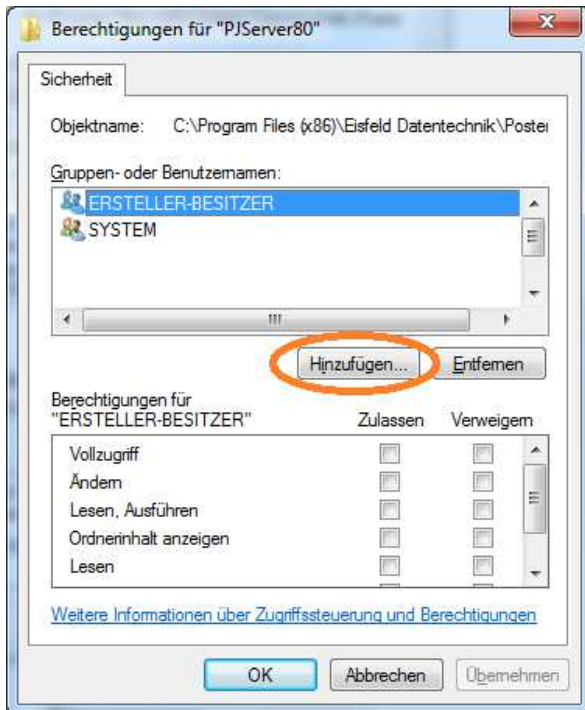 Berechtigungen für "PJServer80"
Sicherheit
Objektname: C:\Program Files (x86)\Eisfeld Datentechnik\Poster
Gruppen- oder Benutzernamen:
ERSTELLER-BESITZER
SYSTEM
Hinzufügen... Entfernen
Berechtigungen für
"ERSTELLER-BESITZER" Zulassen Verweigern
Vollzugriff
Ändern
Lesen, Ausführen
Ordnerinhalt anzeigen
Lesen
Weitere Informationen über Zugriffssteuerung und Berechtigungen
OK Abbrechen Übernehmen